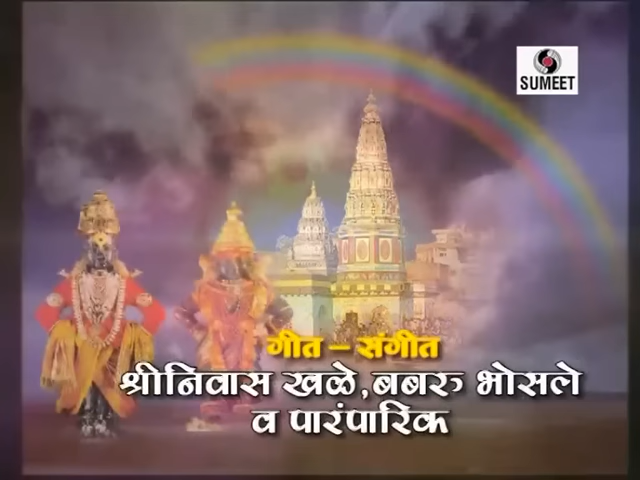 SUMEET
गीत – संगीत
श्रीनिवास खळे,बबरु भोसले
व पारंपारिक